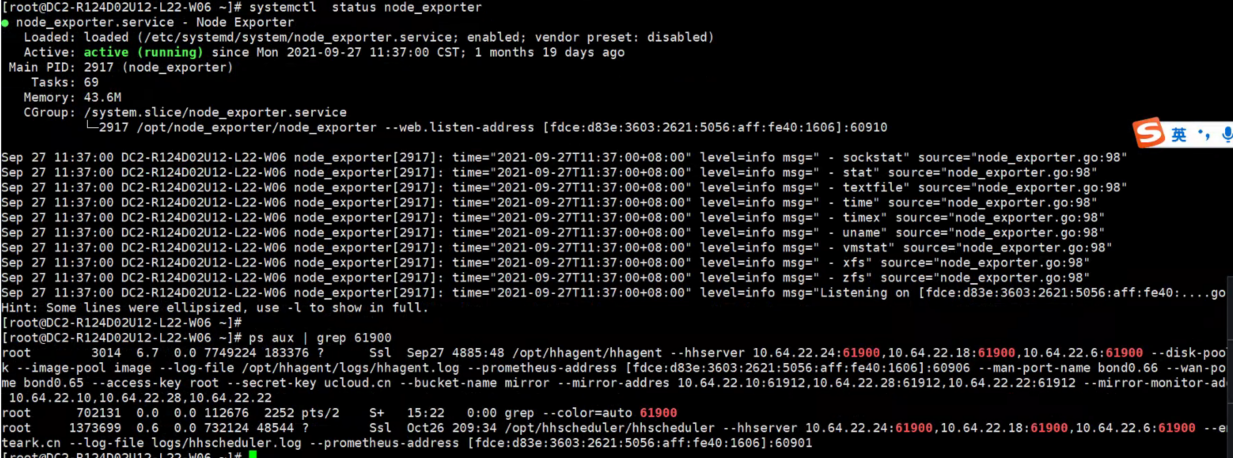 [root@DC2-R124D02U12-L22-W06 ~]# systemctl  status node_exporter
● node_exporter.service - Node Exporter
   Loaded: loaded (/etc/systemd/system/node_exporter.service; enabled; vendor preset: disabled)
   Active: active (running) since Mon 2021-09-27 11:37:00 CST; 1 months 19 days ago
 Main PID: 2917 (node_exporter)
    Tasks: 69
   Memory: 43.6M
   CGroup: /system.slice/node_exporter.service
           └─2917 /opt/node_exporter/node_exporter --web.listen-address [fdce:d83e:3603:2621:5056:aff:fe40:1606]:60910
英
Sep 27 11:37:00 DC2-R124D02U12-L22-W06 node_exporter[2917]: time="2021-09-27T11:37:00+08:00" level=info msg=" - sockstat" source="node_exporter.go:98"
Sep 27 11:37:00 DC2-R124D02U12-L22-W06 node_exporter[2917]: time="2021-09-27T11:37:00+08:00" level=info msg=" - stat" source="node_exporter.go:98"
Sep 27 11:37:00 DC2-R124D02U12-L22-W06 node_exporter[2917]: time="2021-09-27T11:37:00+08:00" level=info msg=" - textfile" source="node_exporter.go:98"
Sep 27 11:37:00 DC2-R124D02U12-L22-W06 node_exporter[2917]: time="2021-09-27T11:37:00+08:00" level=info msg=" - time" source="node_exporter.go:98"
Sep 27 11:37:00 DC2-R124D02U12-L22-W06 node_exporter[2917]: time="2021-09-27T11:37:00+08:00" level=info msg=" - timex" source="node_exporter.go:98"
Sep 27 11:37:00 DC2-R124D02U12-L22-W06 node_exporter[2917]: time="2021-09-27T11:37:00+08:00" level=info msg=" - uname" source="node_exporter.go:98"
Sep 27 11:37:00 DC2-R124D02U12-L22-W06 node_exporter[2917]: time="2021-09-27T11:37:00+08:00" level=info msg=" - vmstat" source="node_exporter.go:98"
Sep 27 11:37:00 DC2-R124D02U12-L22-W06 node_exporter[2917]: time="2021-09-27T11:37:00+08:00" level=info msg=" - xfs" source="node_exporter.go:98"
Sep 27 11:37:00 DC2-R124D02U12-L22-W06 node_exporter[2917]: time="2021-09-27T11:37:00+08:00" level=info msg=" - zfs" source="node_exporter.go:98"
Sep 27 11:37:00 DC2-R124D02U12-L22-W06 node_exporter[2917]: time="2021-09-27T11:37:00+08:00" level=info msg="Listening on [fdce:d83e:3603:2621:5056:aff:fe40:....go
Hint: Some lines were ellipsized, use -l to show in full.
[root@DC2-R124D02U12-L22-W06 ~]#
[root@DC2-R124D02U12-L22-W06 ~]# ps aux | grep 61900
root        3014  6.7  0.0 7749224 183376 ?      Ssl  Sep27 4885:48 /opt/hhagent/hhagent --hhserver 10.64.22.24:61900,10.64.22.18:61900,10.64.22.6:61900 --disk-poo
k --image-pool image --log-file /opt/hhagent/logs/hhagent.log --prometheus-address [fdce:d83e:3603:2621:5056:aff:fe40:1606]:60906 --man-port-name bond0.66 --wan-po
me bond0.65 --access-key root --secret-key ucloud.cn --bucket-name mirror --mirror-addres 10.64.22.10:61912,10.64.22.28:61912,10.64.22.22:61912 --mirror-monitor-ad
 10.64.22.10,10.64.22.28,10.64.22.22
root      702131  0.0  0.0 112676  2252 pts/2    S+   15:22   0:00 grep --color=auto 61900
root     1373699  0.6  0.0 732124 48544 ?        Ssl  Oct26 209:34 /opt/hhscheduler/hhscheduler --hhserver 10.64.22.24:61900,10.64.22.18:61900,10.64.22.6:61900 --e
teark.cn --log-file logs/hhscheduler.log --prometheus-address [fdce:d83e:3603:2621:5056:aff:fe40:1606]:60901
[root@DC2-R124D02U12-L22-W06 ~]#